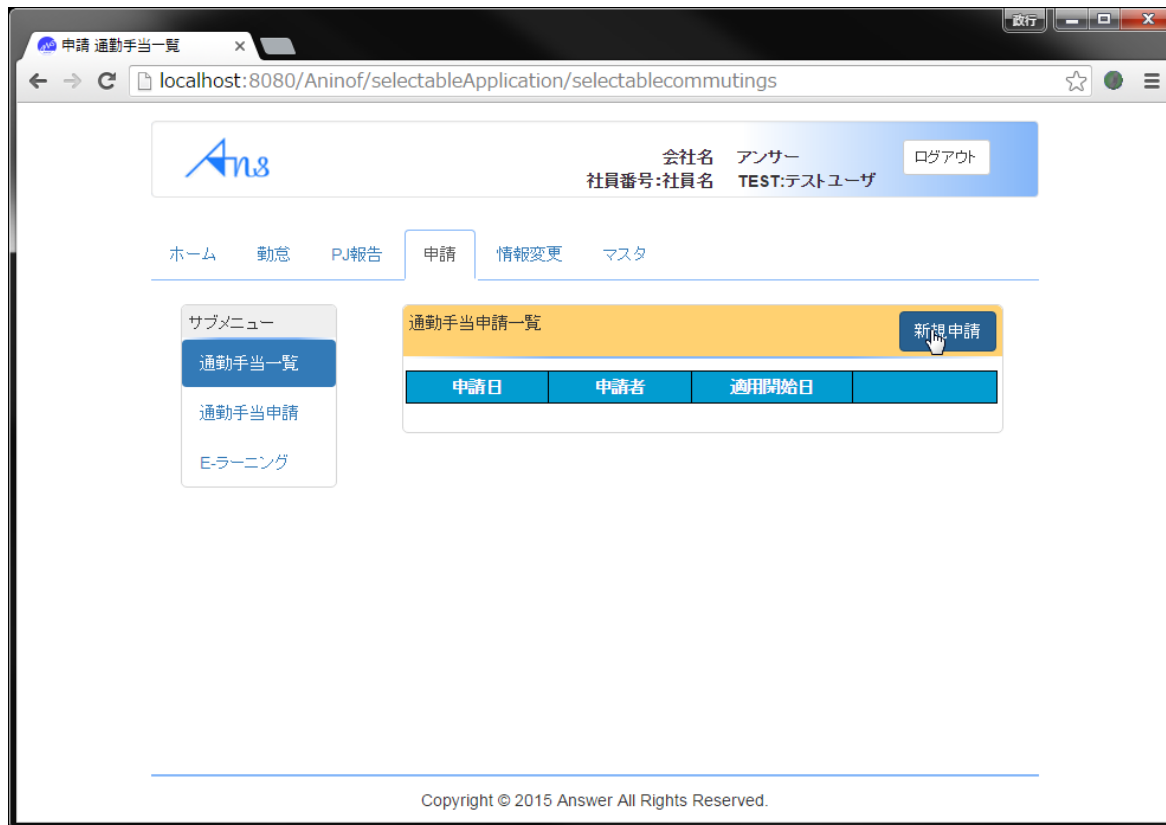 政行
申請 通勤手当一覧
localhost:8080/Aninof/selectableApplication/selectablecommutings
Ans
会社名 アンサー
社員番号:社員名 TEST:テストユーザ
ログアウト
ホーム 勤怠 PJ報告 申請 情報変更 マスタ
サブメニュー
通勤手当一覧
通勤手当申請
E-ラーニング
通勤手当申請一覧
新規申請
申請日 申請者 適用開始日
Copyright © 2015 Answer All Rights Reserved.